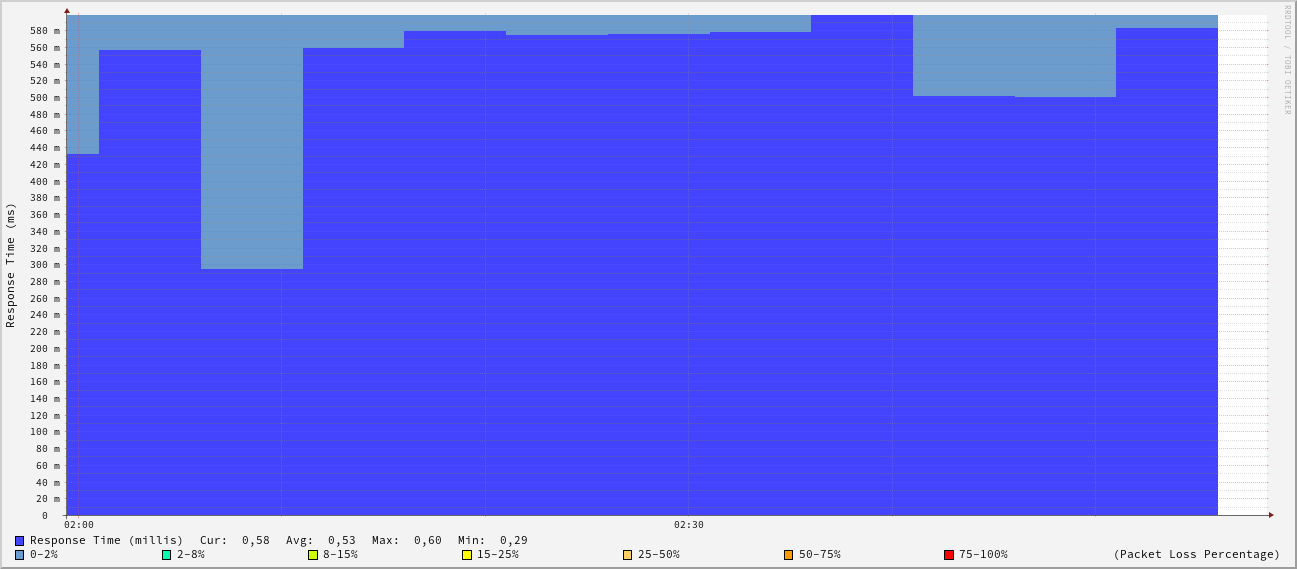 RRDTOOL / TOBI OETIKER
Response Time (ms)
580 m
560 m
540 m
520 m
500 m
480 m
460 m
440 m
420 m
400 m
380 m
360 m
340 m
320 m
300 m
280 m
260 m
240 m
220 m
200 m
180 m
160 m
140 m
120 m
100 m
80 m
60 m
40 m
20 m
0
02:00 02:30
Response Time (millis) Cur: 0,58 Avg: 0,53 Max: 0,60 Min: 0,29
0-2% 2-8% 8-15% 15-25% 25-50% 50-75% 75-100% (Packet Loss Percentage)